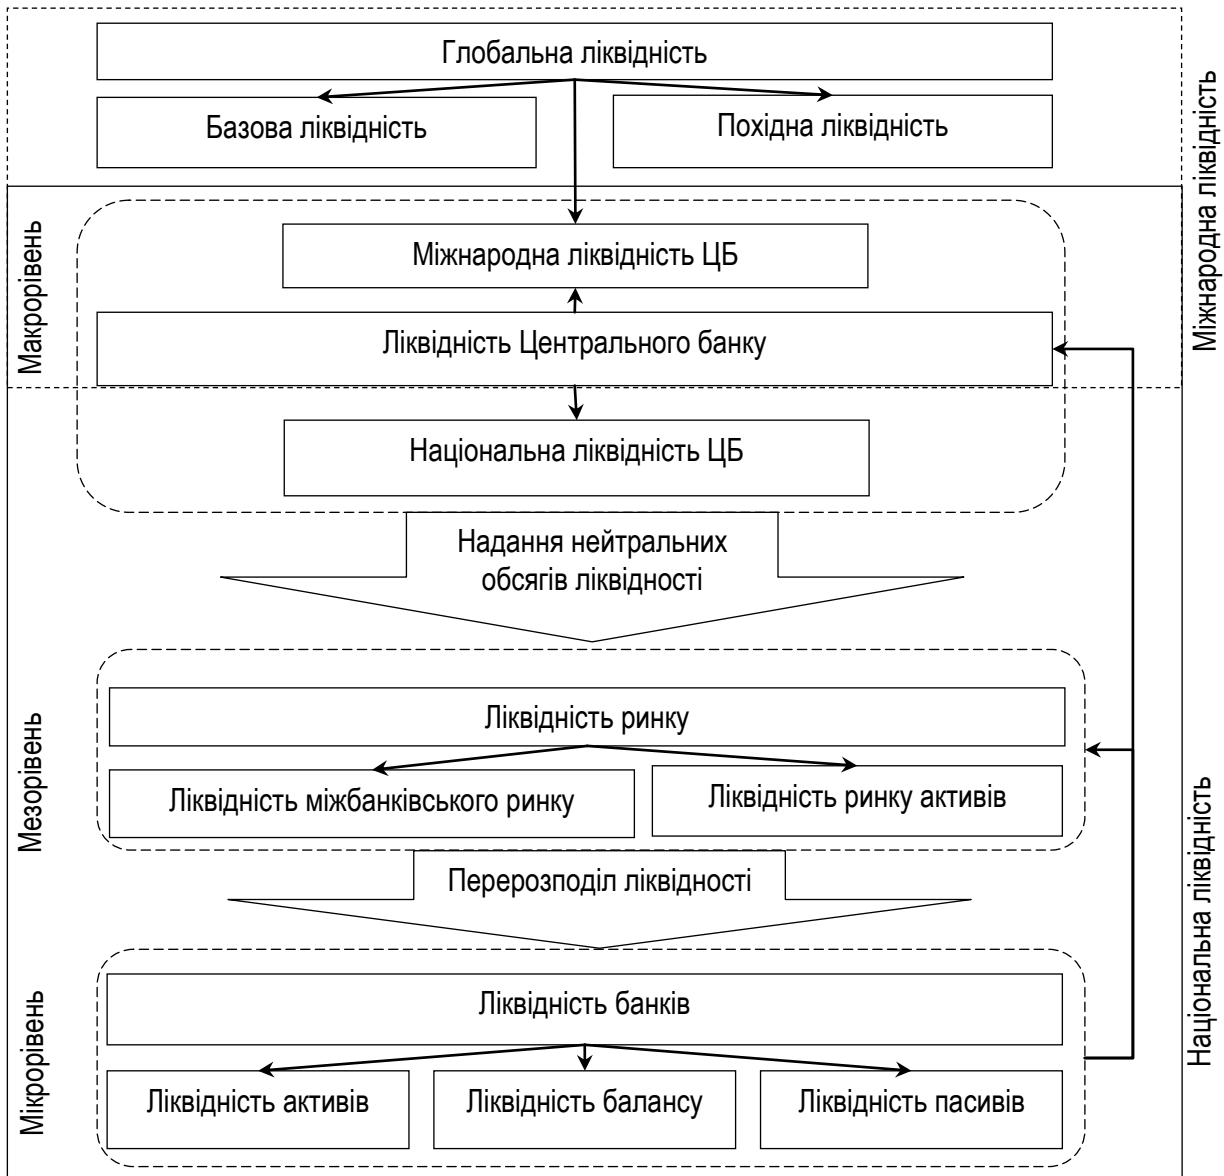 Глобальна ліквідність
Базова ліквідність
Похідна ліквідність
Міжнародна ліквідність
Макрорівень
Міжнародна ліквідність ЦБ
Ліквідність Центрального банку
Національна ліквідність ЦБ
Надання нейтральних
обсягів ліквідності
Мезорівень
Ліквідність ринку
Ліквідність міжбанківського ринку
Ліквідність ринку активів
Перерозподіл ліквідності
Національна ліквідність
Мікрорівень
Ліквідність банків
Ліквідність активів
Ліквідність балансу
Ліквідність пасивів